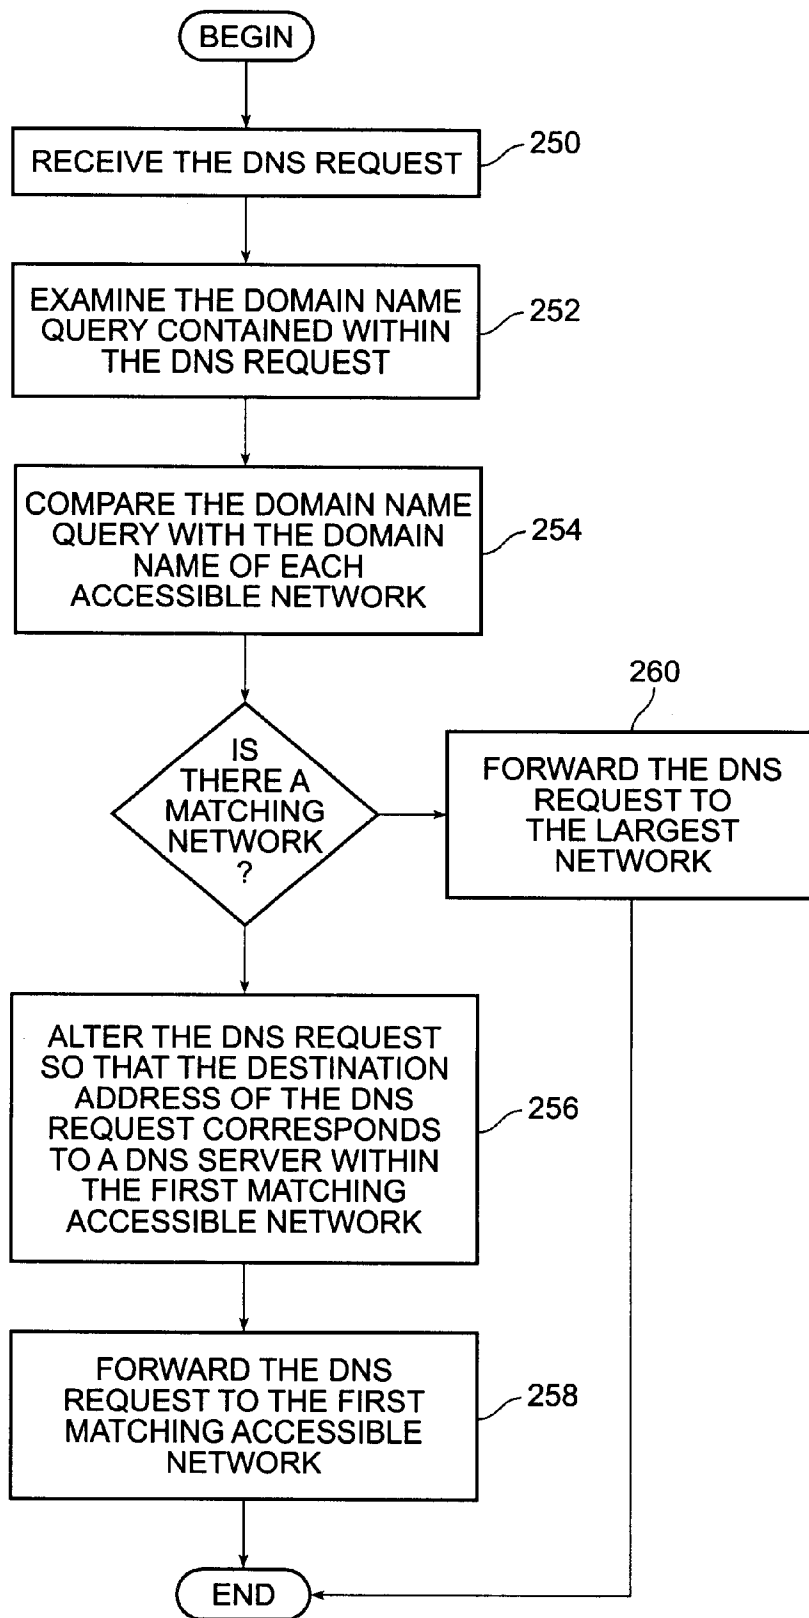 BEGIN
RECEIVE THE DNS REQUEST
250
EXAMINE THE DOMAIN NAME
QUERY CONTAINED WITHIN
THE DNS REQUEST
252
COMPARE THE DOMAIN NAME
QUERY WITH THE DOMAIN
NAME OF EACH
ACCESSIBLE NETWORK
254
IS
THERE A
MATCHING
NETWORK
?
260
FORWARD THE DNS
REQUEST TO
THE LARGEST
NETWORK
ALTER THE DNS REQUEST
SO THAT THE DESTINATION
ADDRESS OF THE DNS
REQUEST CORRESPONDS
TO A DNS SERVER WITHIN
THE FIRST MATCHING
ACCESSIBLE NETWORK
256
FORWARD THE DNS
REQUEST TO THE FIRST
MATCHING ACCESSIBLE
NETWORK
258
END